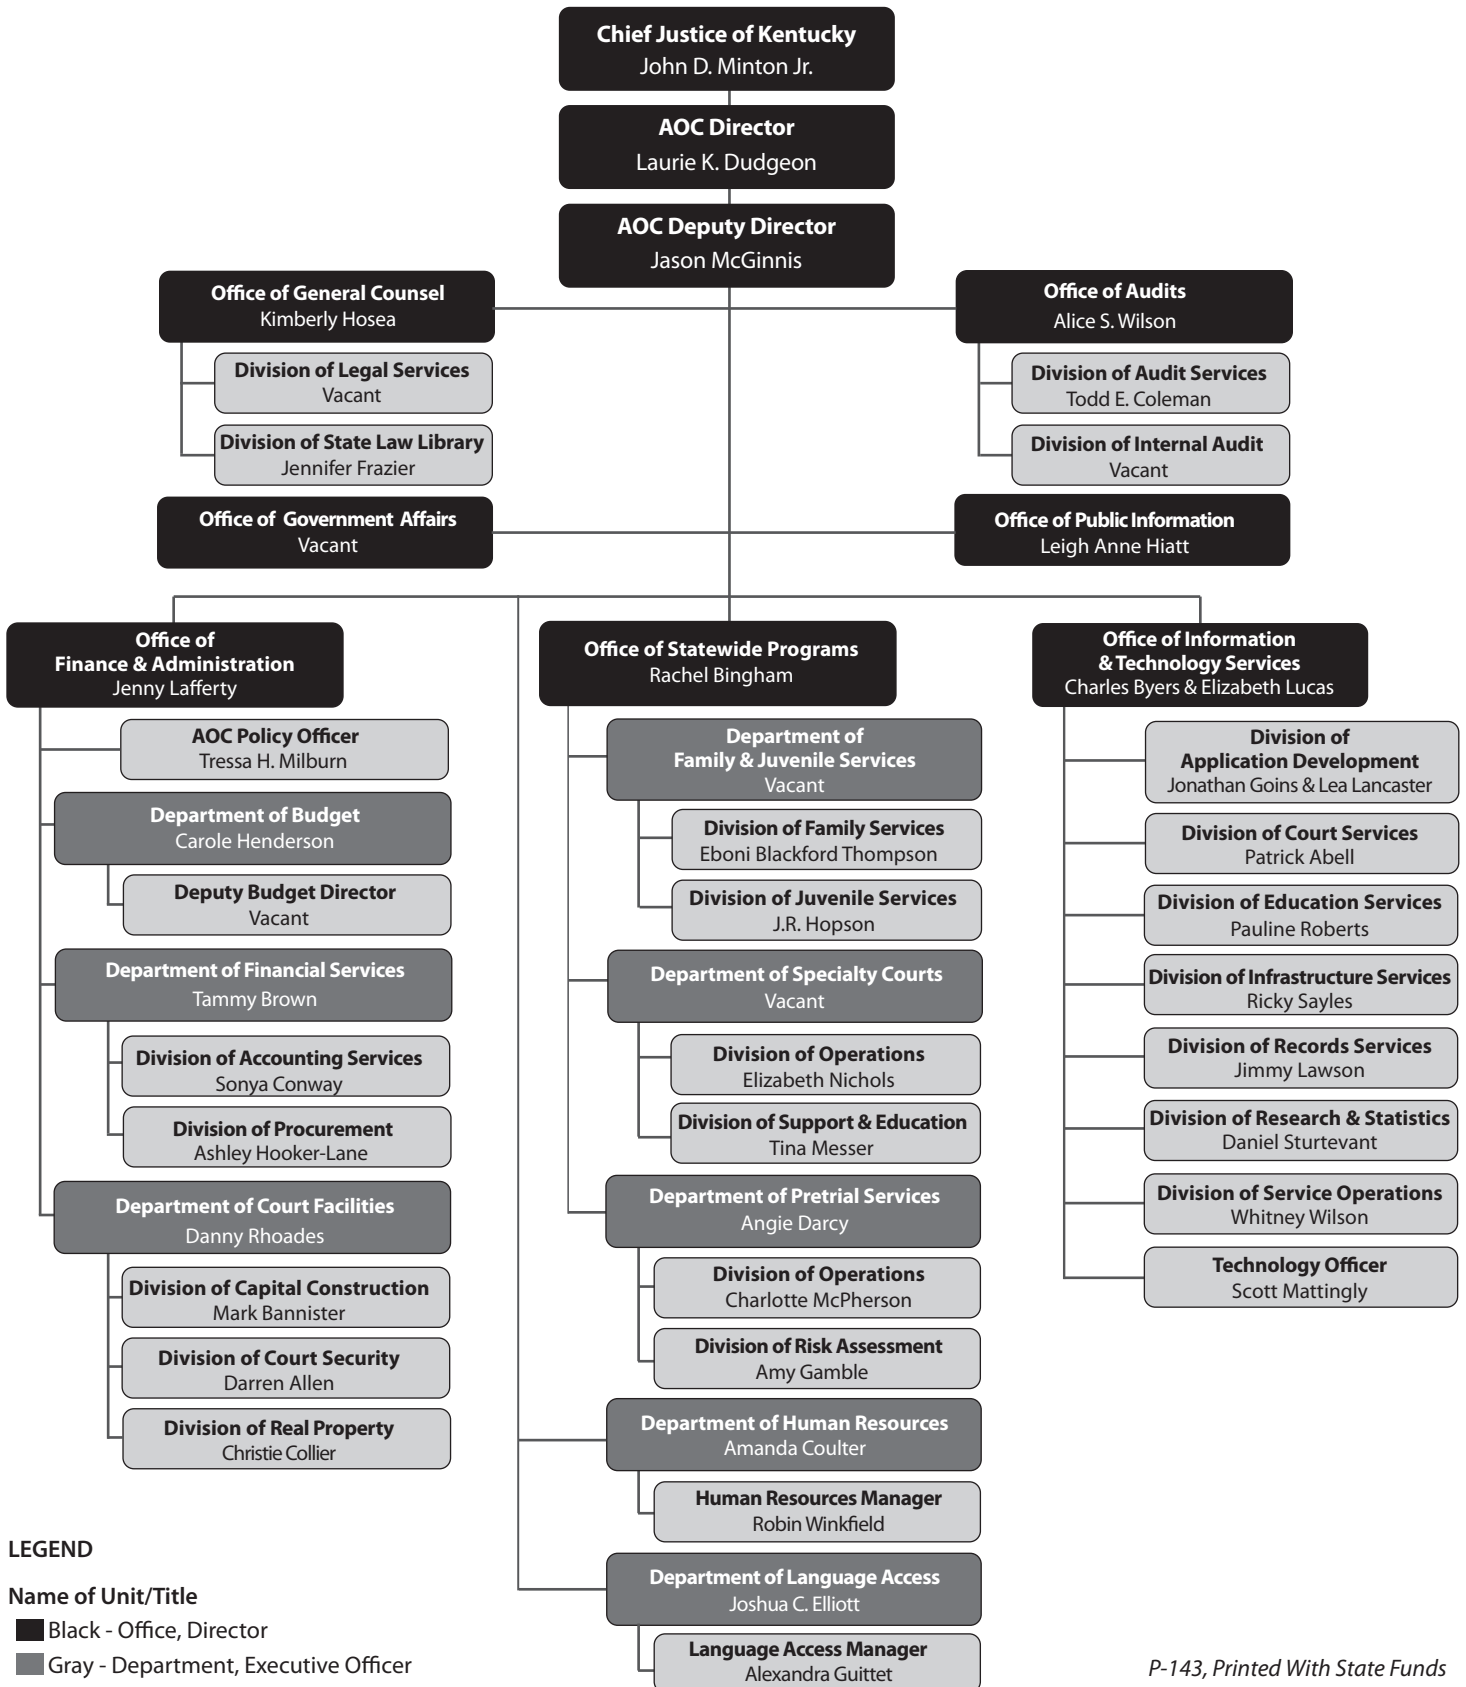 Chief Justice of Kentucky
John D. Minton Jr.
AOC Director
Laurie K. Dudgeon
AOC Deputy Director
Jason McGinnis
Office of General Counsel
Kimberly Hosea
Division of Legal Services
Vacant
Division of State Law Library
Jennifer Frazier
Office of Audits
Alice S. Wilson
Division of Audit Services
Todd E. Coleman
Division of Internal Audit
Vacant
Office of Government Affairs
Vacant
Office of Public Information
Leigh Anne Hiatt
Office of
Finance & Administration
Jenny Lafferty
AOC Policy Officer
Tressa H. Milburn
Department of Budget
Carole Henderson
Deputy Budget Director
Vacant
Department of Financial Services
Tammy Brown
Division of Accounting Services
Sonya Conway
Division of Procurement
Ashley Hooker-Lane
Department of Court Facilities
Danny Rhoades
Division of Capital Construction
Mark Bannister
Division of Court Security
Darren Allen
Division of Real Property
Christie Collier
Office of Statewide Programs
Rachel Bingham
Department of
Family & Juvenile Services
Vacant
Division of Family Services
Eboni Blackford Thompson
Division of Juvenile Services
J.R. Hopson
Department of Specialty Courts
Vacant
Division of Operations
Elizabeth Nichols
Division of Support & Education
Tina Messer
Department of Pretrial Services
Angie Darcy
Division of Operations
Charlotte McPherson
Division of Risk Assessment
Amy Gamble
Department of Human Resources
Amanda Coulter
Human Resources Manager
Robin Winkfield
Department of Language Access
Joshua C. Elliott
Language Access Manager
Alexandra Guittet
Office of Information
& Technology Services
Charles Byers & Elizabeth Lucas
Division of
Application Development
Jonathan Goins & Lea Lancaster
Division of Court Services
Patrick Abell
Division of Education Services
Pauline Roberts
Division of Infrastructure Services
Ricky Sayles
Division of Records Services
Jimmy Lawson
Division of Research & Statistics
Daniel Sturtevant
Division of Service Operations
Whitney Wilson
Technology Officer
Scott Mattingly
LEGEND
Name of Unit/Title
Black - Office, Director
Gray - Department, Executive Officer
P-143, Printed With State Funds